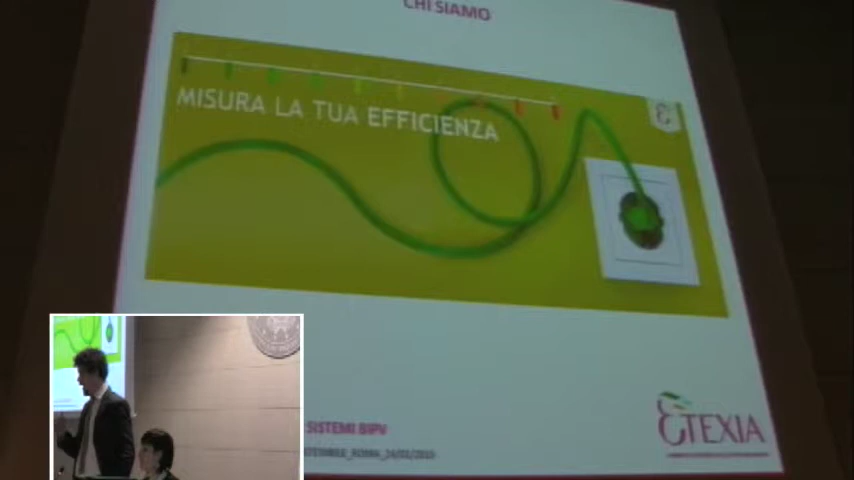 CHI SIAMO
MISURA LA TUA EFFICIENZA
SISTEMI BIPV
ETEXIA